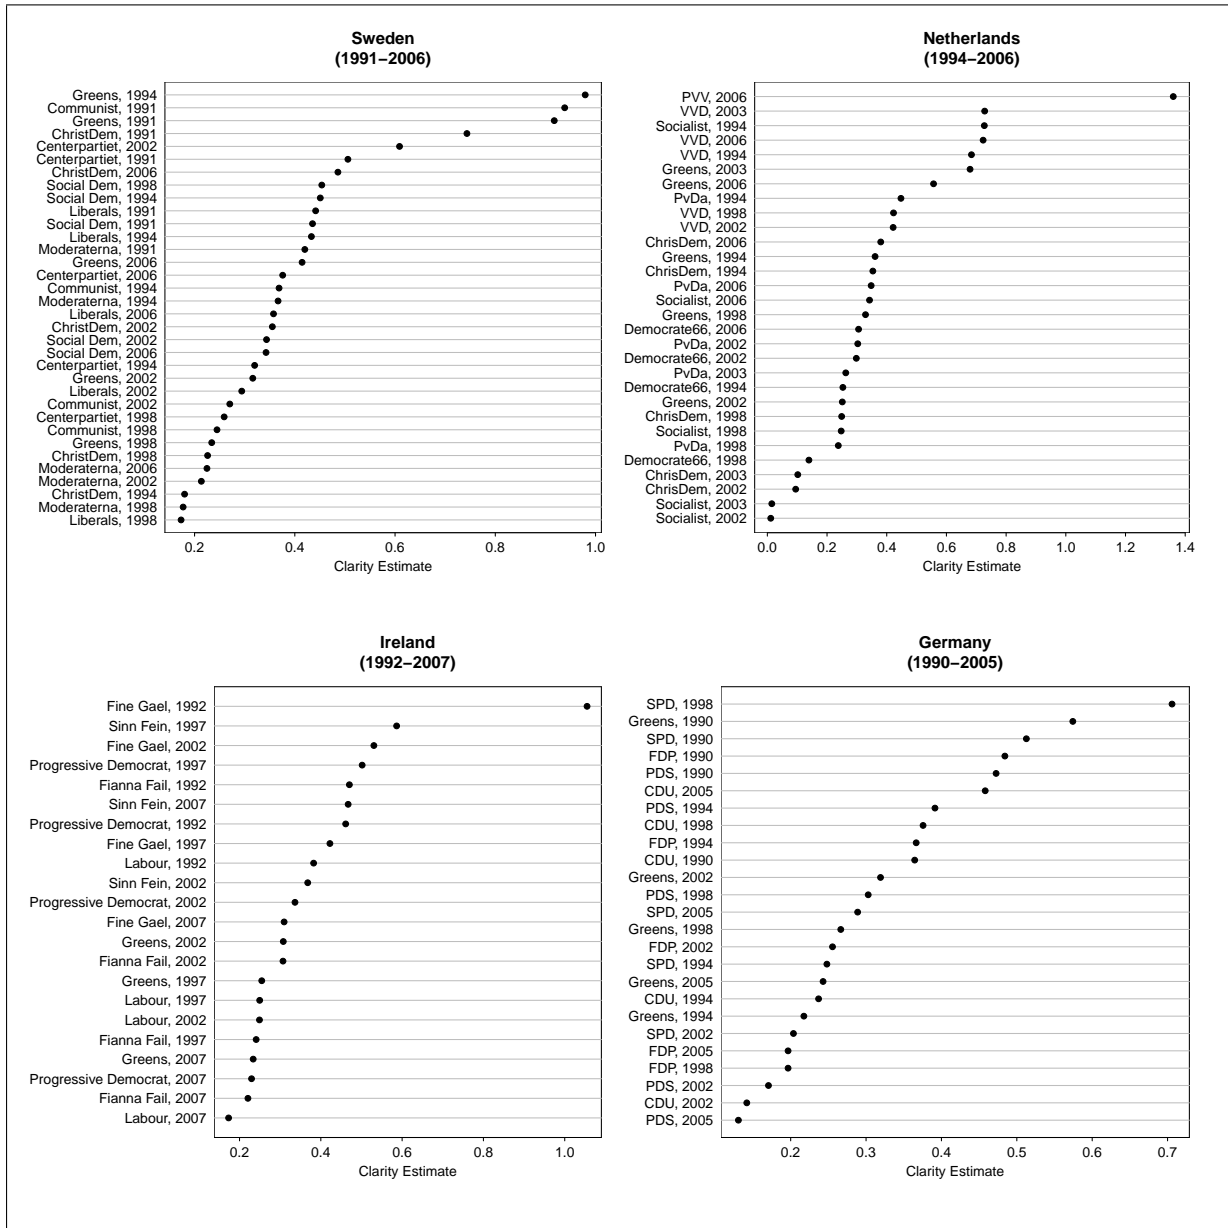 Sweden
(1991−2006)
Greens, 1994
Communist, 1991
Greens, 1991
ChristDem, 1991
Centerpartiet, 2002
Centerpartiet, 1991
ChristDem, 2006
Social Dem, 1998
Social Dem, 1994
Liberals, 1991
Social Dem, 1991
Liberals, 1994
Moderaterna, 1991
Greens, 2006
Centerpartiet, 2006
Communist, 1994
Moderaterna, 1994
Liberals, 2006
ChristDem, 2002
Social Dem, 2002
Social Dem, 2006
Centerpartiet, 1994
Greens, 2002
Liberals, 2002
Communist, 2002
Centerpartiet, 1998
Communist, 1998
Greens, 1998
ChristDem, 1998
Moderaterna, 2006
Moderaterna, 2002
ChristDem, 1994
Moderaterna, 1998
Liberals, 1998
0.2 0.4 0.6 0.8 1.0
Clarity Estimate
Netherlands
(1994−2006)
PVV, 2006
VVD, 2003
Socialist, 1994
VVD, 2006
VVD, 1994
Greens, 2003
Greens, 2006
PvDa, 1994
VVD, 1998
VVD, 2002
ChrisDem, 2006
Greens, 1994
ChrisDem, 1994
PvDa, 2006
Socialist, 2006
Greens, 1998
Democrate66, 2006
PvDa, 2002
Democrate66, 2002
PvDa, 2003
Democrate66, 1994
Greens, 2002
ChrisDem, 1998
Socialist, 1998
PvDa, 1998
Democrate66, 1998
ChrisDem, 2003
ChrisDem, 2002
Socialist, 2003
Socialist, 2002
0.0 0.2 0.4 0.6 0.8 1.0 1.2 1.4
Clarity Estimate
Ireland
(1992−2007)
Fine Gael, 1992
Sinn Fein, 1997
Fine Gael, 2002
Progressive Democrat, 1997
Fianna Fail, 1992
Sinn Fein, 2007
Progressive Democrat, 1992
Fine Gael, 1997
Labour, 1992
Sinn Fein, 2002
Progressive Democrat, 2002
Fine Gael, 2007
Greens, 2002
Fianna Fail, 2002
Greens, 1997
Labour, 1997
Labour, 2002
Fianna Fail, 1997
Greens, 2007
Progressive Democrat, 2007
Fianna Fail, 2007
Labour, 2007
0.2 0.4 0.6 0.8 1.0
Clarity Estimate
Germany
(1990−2005)
SPD, 1998
Greens, 1990
SPD, 1990
FDP, 1990
PDS, 1990
CDU, 2005
PDS, 1994
CDU, 1998
FDP, 1994
CDU, 1990
Greens, 2002
PDS, 1998
SPD, 2005
Greens, 1998
FDP, 2002
SPD, 1994
Greens, 2005
CDU, 1994
Greens, 1994
SPD, 2002
FDP, 2005
FDP, 1998
PDS, 2002
CDU, 2002
PDS, 2005
0.2 0.3 0.4 0.5 0.6 0.7
Clarity Estimate